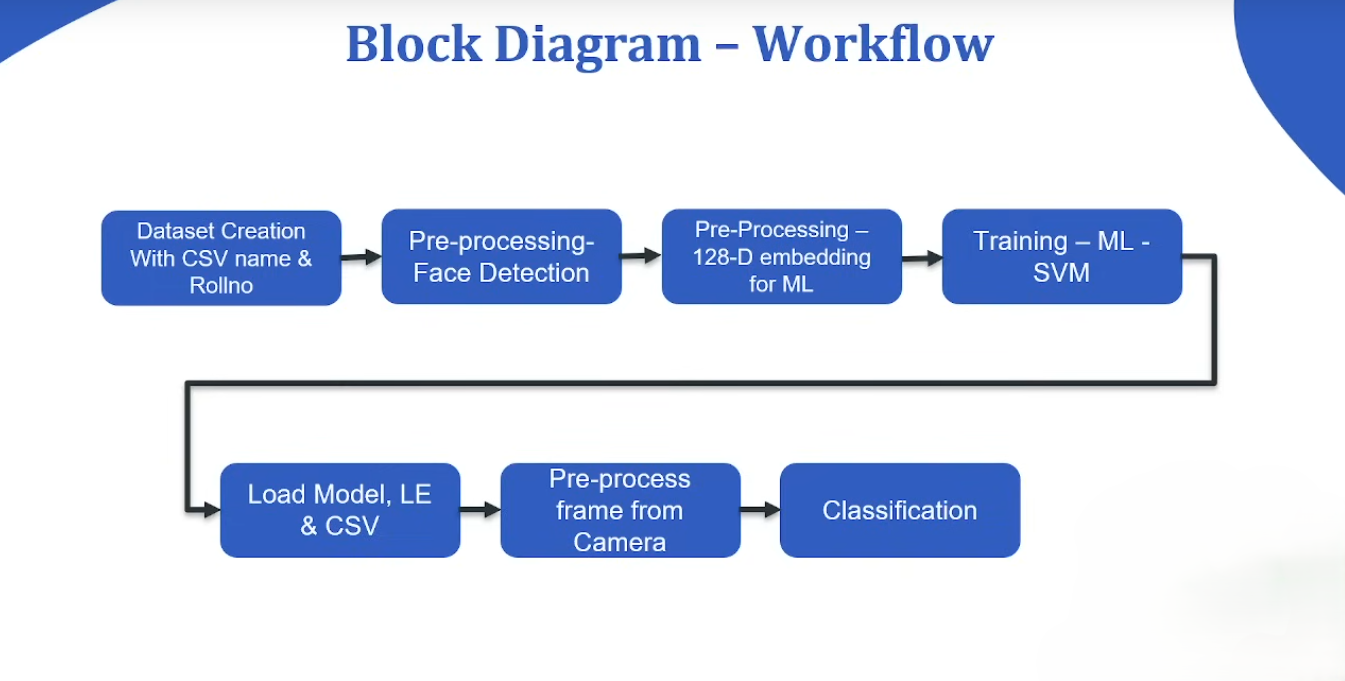 Block Diagram – Workflow
Dataset Creation
With CSV name &
Rollno
Pre-processing-
Face Detection
Pre-Processing –
128-D embedding
for ML
Training – ML -
SVM
Load Model, LE
& CSV
Pre-process
frame from
Camera
Classification